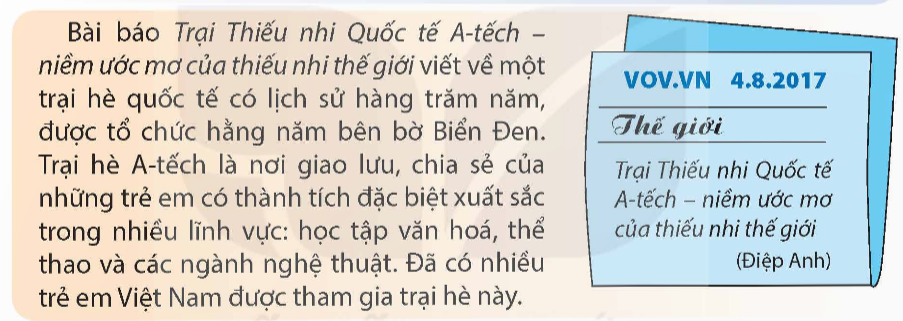 Bài báo Trại Thiếu nhi Quốc tế A-tếch –
niềm ước mơ của thiếu nhi thế giới viết về một
trại hè quốc tế có lịch sử hàng trăm năm,
được tổ chức hằng năm bên bờ Biển Đen.
Trại hè A-tếch là nơi giao lưu, chia sẻ của
những trẻ em có thành tích đặc biệt xuất sắc
trong nhiều lĩnh vực: học tập văn hoá, thể
thao và các ngành nghệ thuật. Đã có nhiều
trẻ em Việt Nam được tham gia trại hè này.
VOV.VN 4.8.2017
Thế giới
Trại Thiếu nhi Quốc tế
A-tếch – niềm ước mơ
của thiếu nhi thế giới
(Điệp Anh)